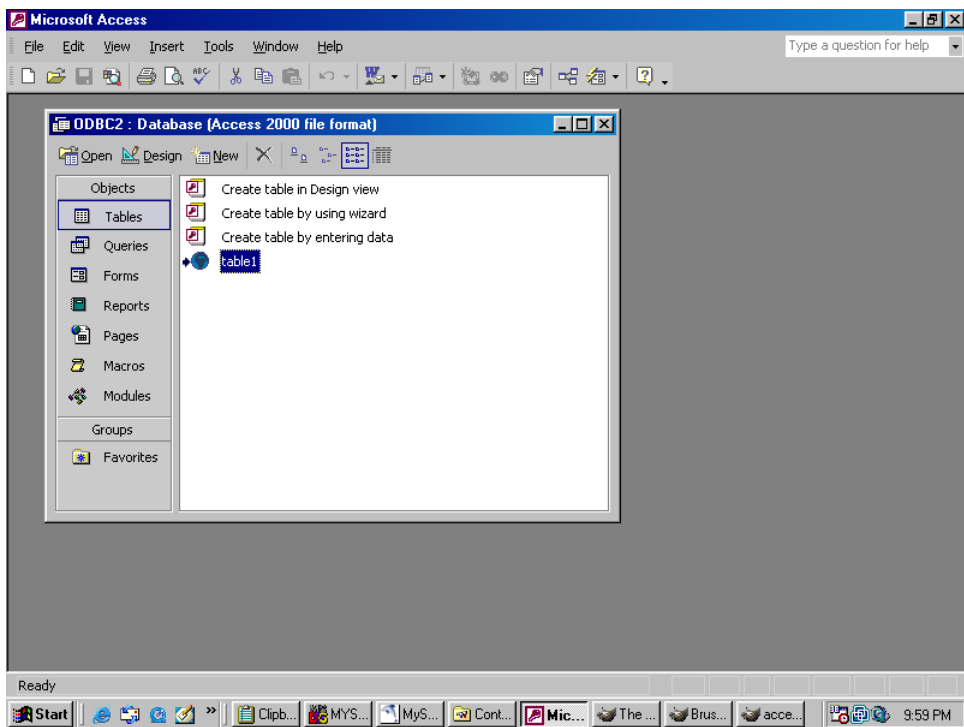 Microsoft Access
File Edit View Insert Tools Window Help Type a question for help
ABC
ODBC2 : Database (Access 2000 file format)
Open Design New
Objects
Tables
Queries
Forms
Reports
Pages
Macros
Modules
Groups
Favorites
Create table in Design view
Create table by using wizard
Create table by entering data
table1
Ready
Start » Clipb... MYS... MyS... Cont... Mic... The ... Brus... acce... 9:59 PM